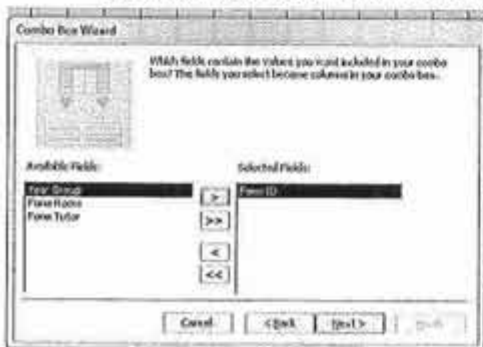 Combo Box Wizard
Which fields contain the values you want included in your combo
box? The fields you select become columns in your combo box.
Available Fields:
Selected Fields:
Year Group
Form Room
Form Tutor
Form ID
>
>>
<
<<
Cancel
< Back
Next >